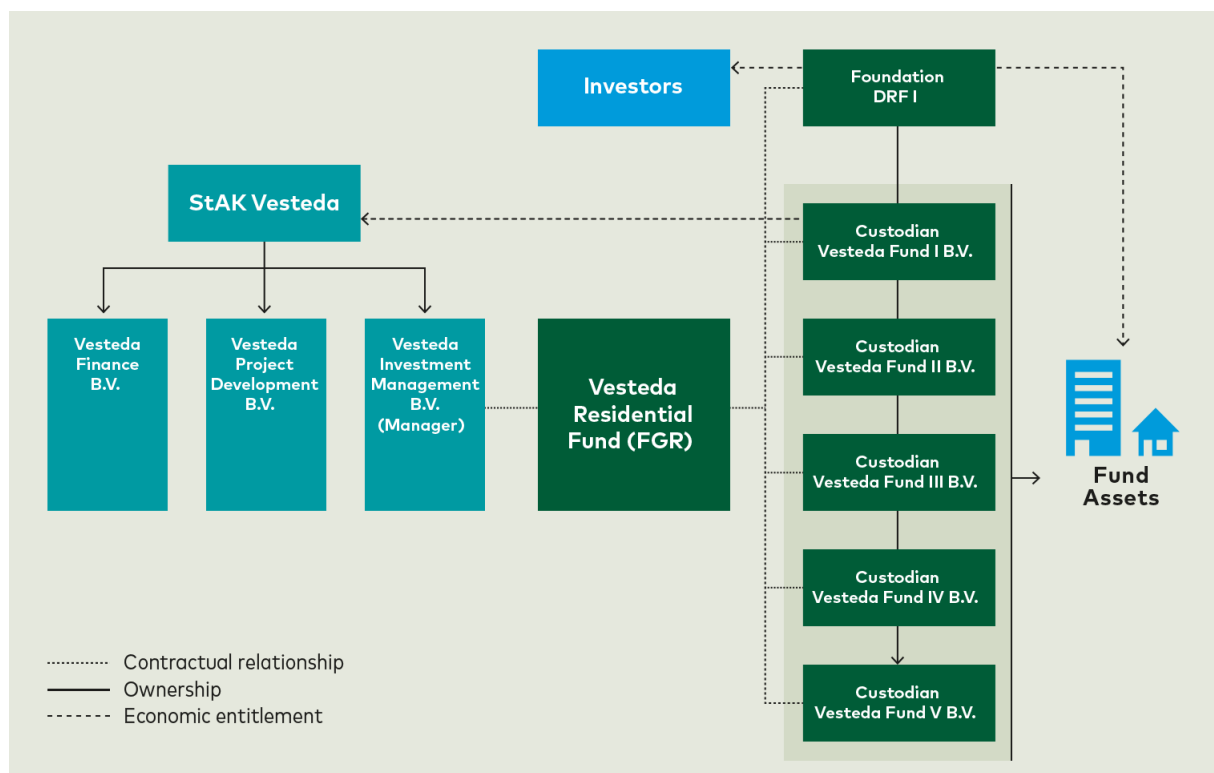 Investors
Foundation
DRF I
StAK Vesteda
Custodian
Vesteda Fund I B.V.
Vesteda
Finance
B.V.
Vesteda
Project
Development
B.V.
Vesteda
Investment
Management
B.V.
(Manager)
Vesteda
Residential
Fund (FGR)
Custodian
Vesteda Fund II B.V.
Custodian
Vesteda Fund III B.V.
Fund
Assets
Custodian
Vesteda Fund IV B.V.
Custodian
Vesteda Fund V B.V.
Contractual relationship
Ownership
Economic entitlement